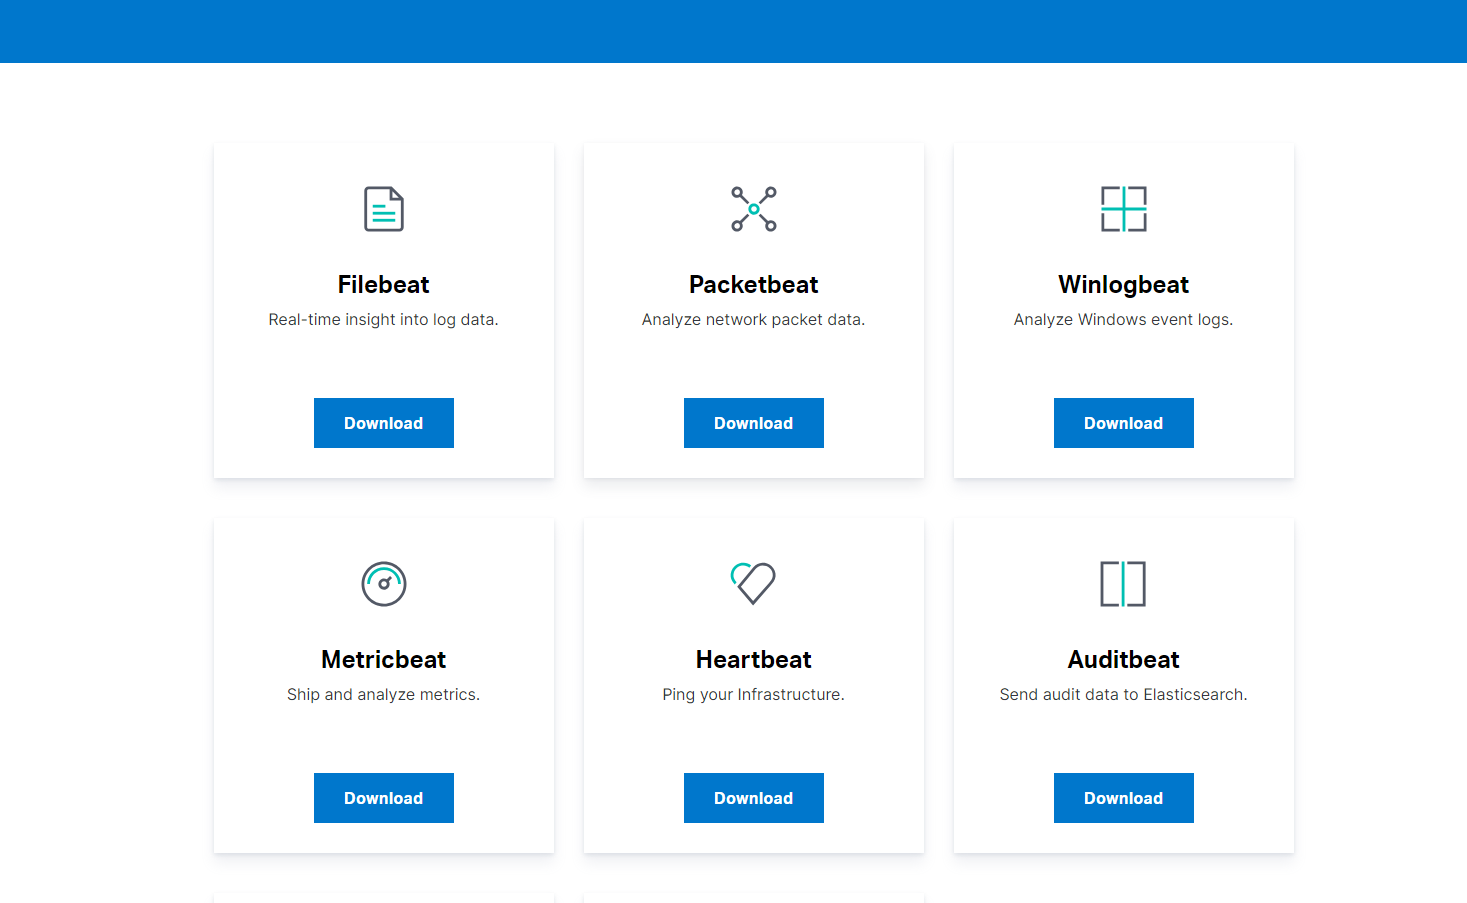 Filebeat
Real-time insight into log data.
Download
Packetbeat
Analyze network packet data.
Download
Winlogbeat
Analyze Windows event logs.
Download
Metricbeat
Ship and analyze metrics.
Download
Heartbeat
Ping your Infrastructure.
Download
Auditbeat
Send audit data to Elasticsearch.
Download